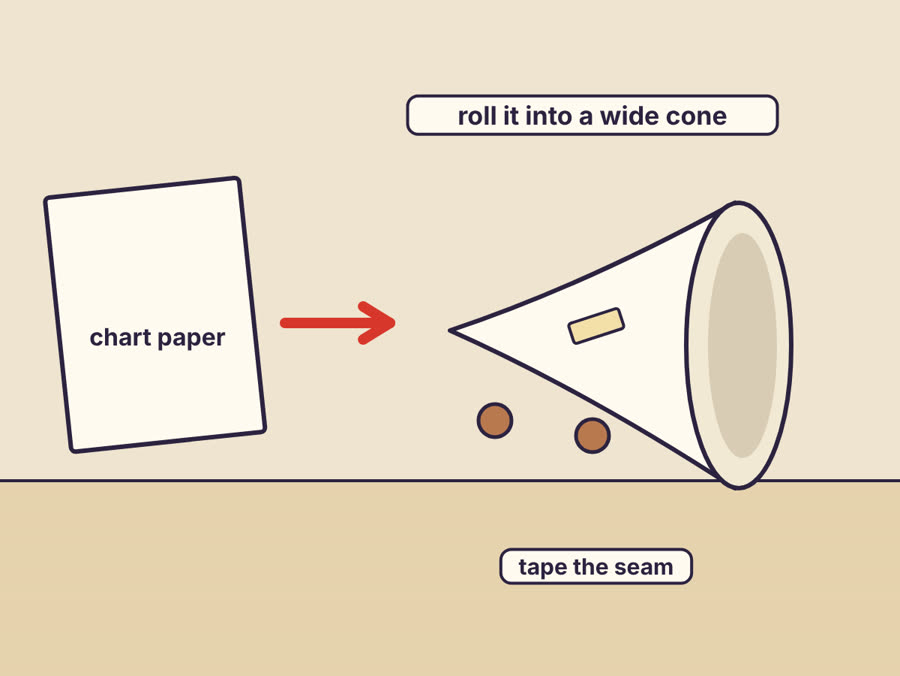 roll it into a wide cone
chart paper
tape the seam